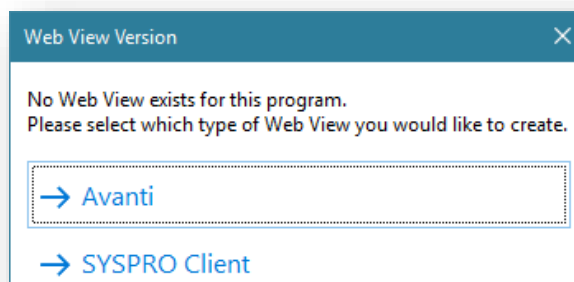 Web View Version
No Web View exists for this program.
Please select which type of Web View you would like to create.
Avanti
SYSPRO Client